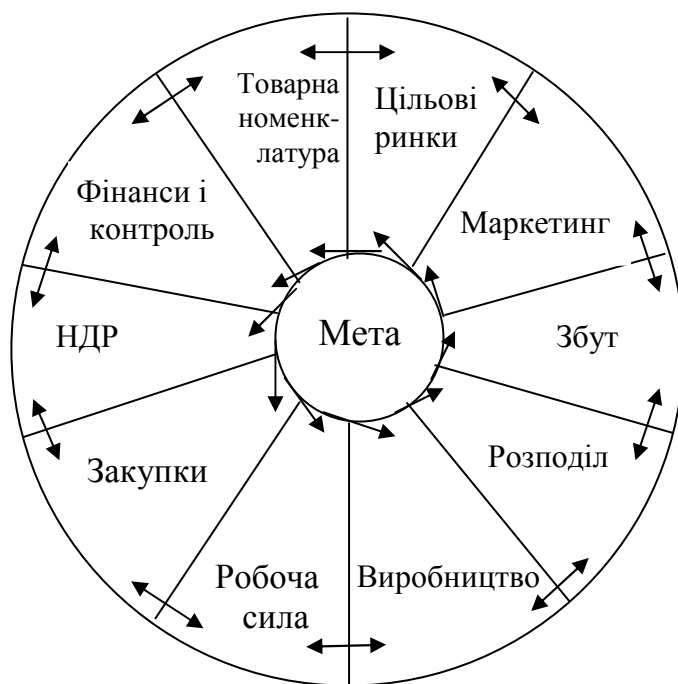 Товарна
номенк-
латура
Цільові
ринки
Маркетинг
Збут
Розподіл
Виробництво
Робоча
сила
Закупки
НДР
Фінанси і
контроль
Мета